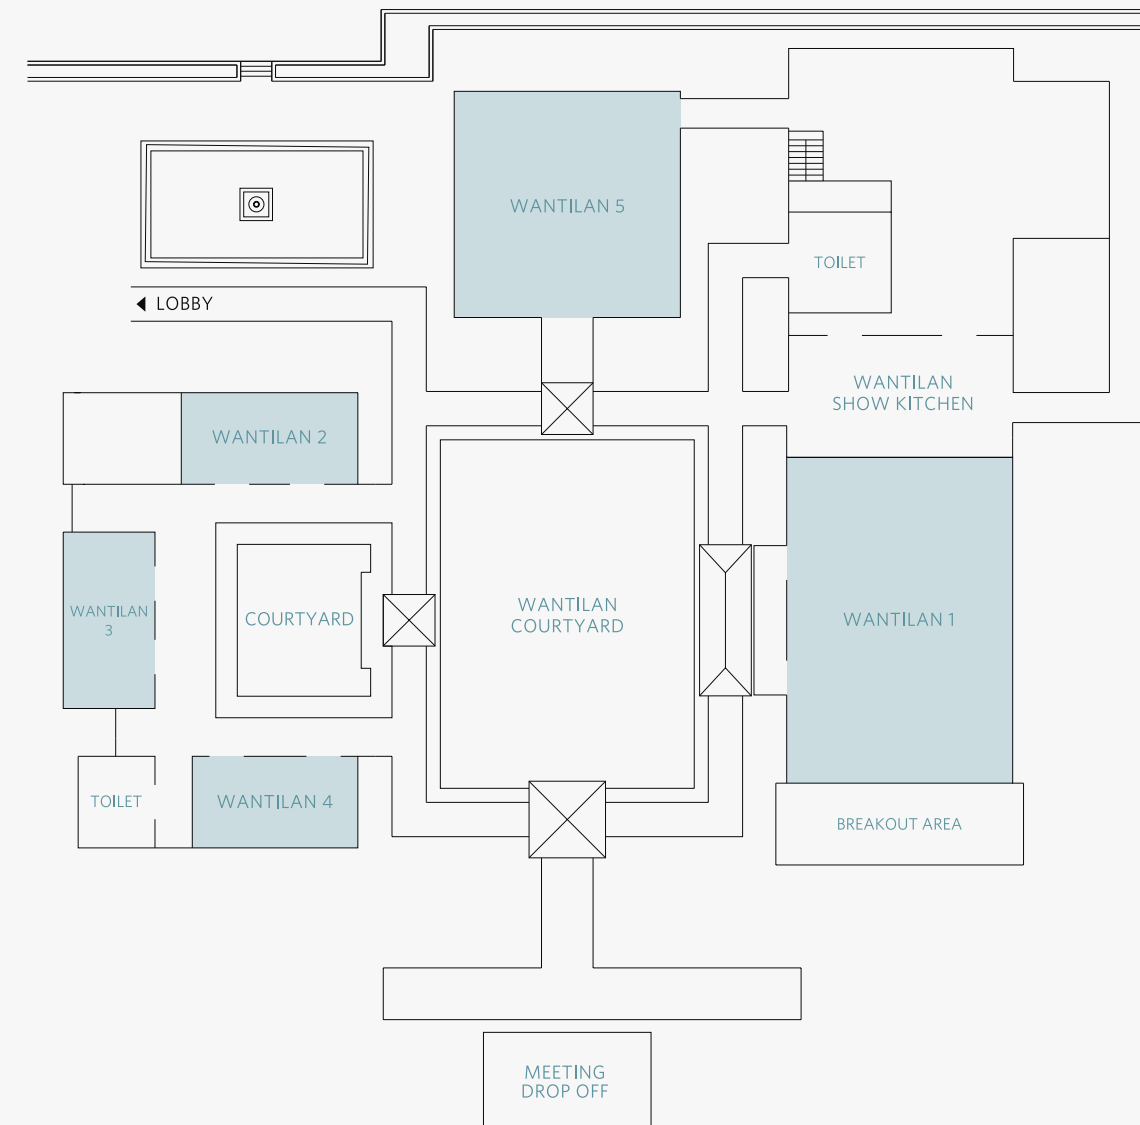 WANTILAN 5
TOILET
LOBBY
WANTILAN
SHOW KITCHEN
WANTILAN 2
WANTILAN
3
COURTYARD
WANTILAN
COURTYARD
WANTILAN 1
TOILET
WANTILAN 4
BREAKOUT AREA
MEETING
DROP OFF